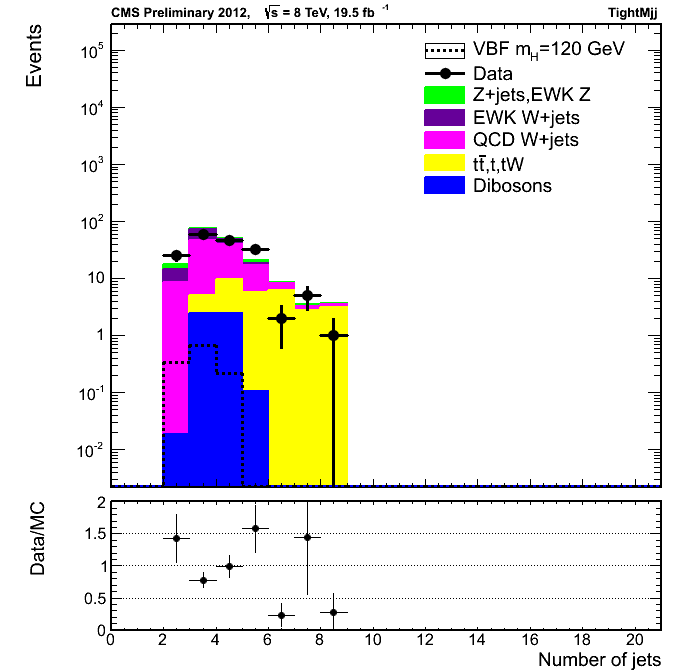 CMS Preliminary 2012, √s = 8 TeV, 19.5 fb⁻¹ TightMjj
Events
10⁵
10⁴
10³
10²
10
1
10⁻¹
10⁻²
VBF m_H=120 GeV
Data
Z+jets,EWK Z
EWK W+jets
QCD W+jets
tt̅,t,tW
Dibosons
Data/MC
2
1.5
1
0.5
0
0 2 4 6 8 10 12 14 16 18 20
Number of jets